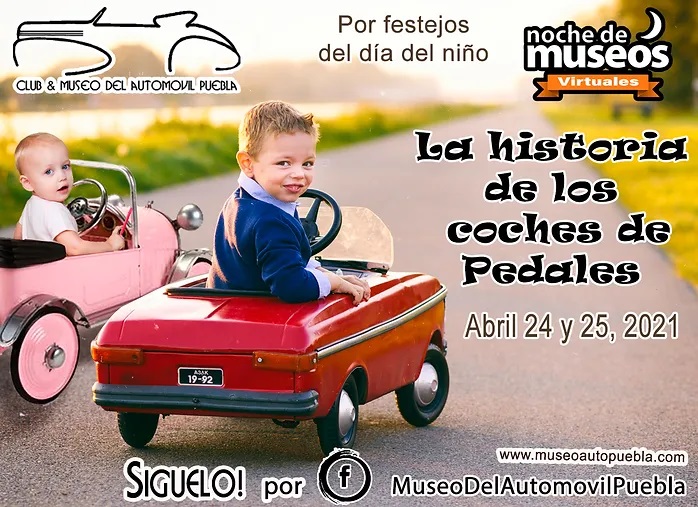 CLUB & MUSEO DEL AUTOMOVIL PUEBLA
Por festejos
del día del niño
noche de
museos
Virtuales
La historia
de los
coches de
Pedales
Abril 24 y 25, 2021
АЗЛК
19-92
www.museoautopuebla.com
SIGUELO! por f MuseoDelAutomovilPuebla